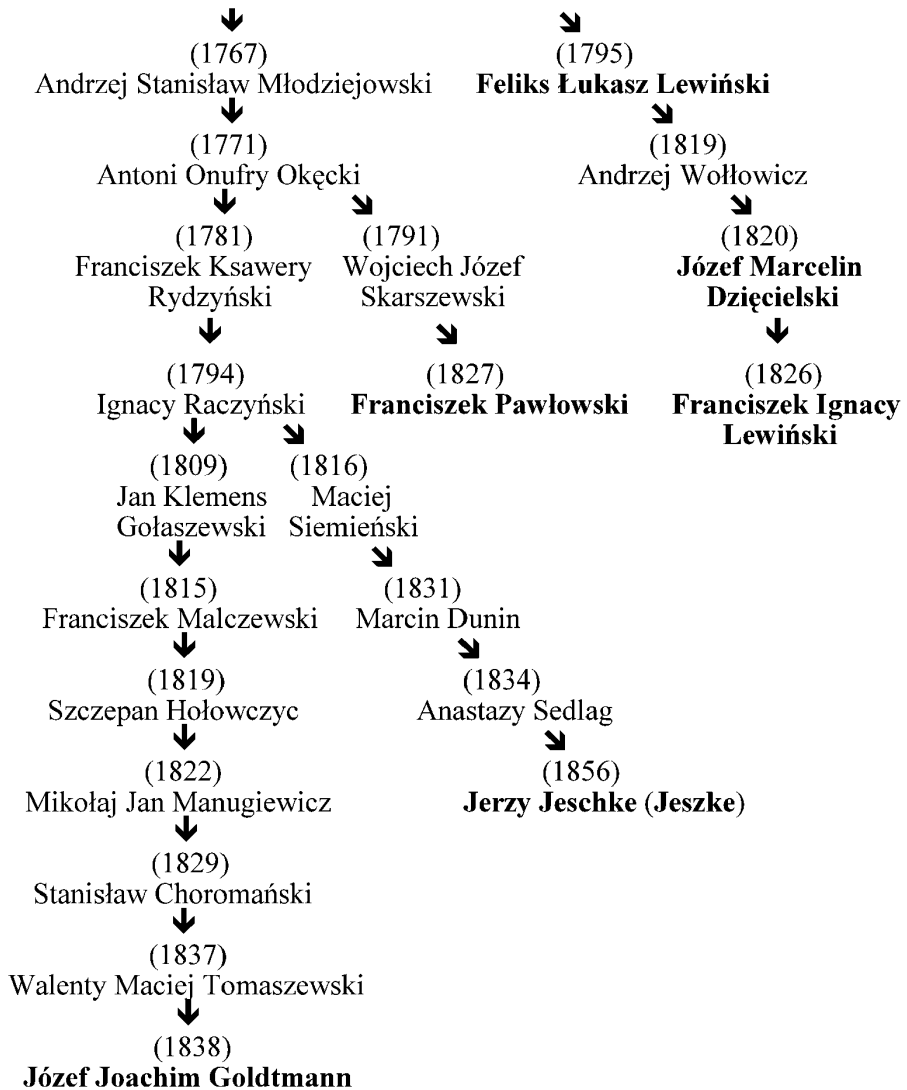 (1767)
Andrzej Stanisław Młodziejowski
(1795)
Feliks Łukasz Lewiński
(1771)
Antoni Onufry Okęcki
(1819)
Andrzej Wołłowicz
(1781)
Franciszek Ksawery
Rydzyński
(1791)
Wojciech Józef
Skarszewski
(1820)
Józef Marcelin
Dzięcielski
(1794)
Ignacy Raczyński
(1827)
Franciszek Pawłowski
(1826)
Franciszek Ignacy
Lewiński
(1809)
Jan Klemens
Gołaszewski
(1816)
Maciej
Siemieński
(1815)
Franciszek Malczewski
(1831)
Marcin Dunin
(1819)
Szczepan Hołowczyc
(1834)
Anastazy Sedlag
(1822)
Mikołaj Jan Manugiewicz
(1856)
Jerzy Jeschke (Jeszke)
(1829)
Stanisław Choromański
(1837)
Walenty Maciej Tomaszewski
(1838)
Józef Joachim Goldtmann